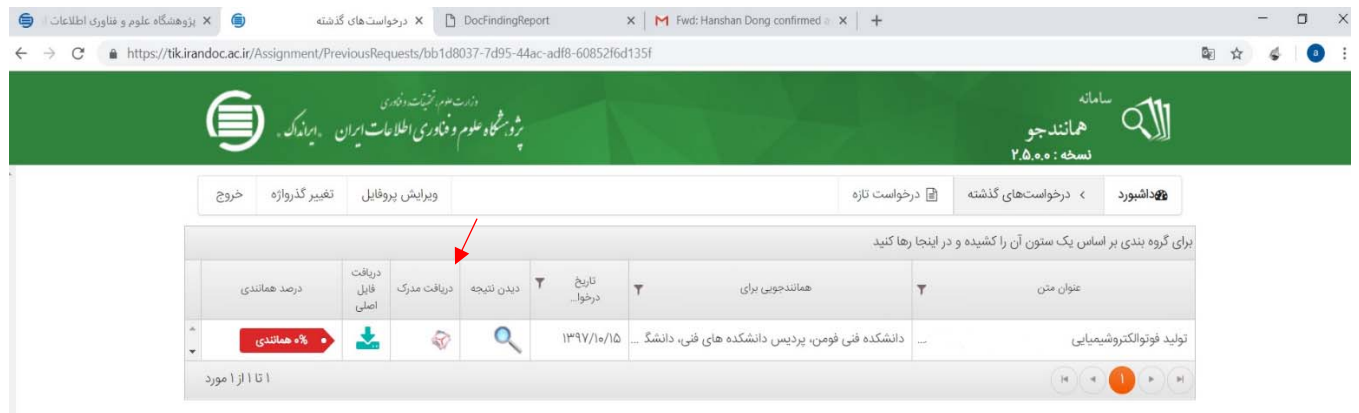 پژوهشگاه علوم و فناوری اطلاعات ا
درخواست‌های گذشته
DocFindingReport
Fwd: Hanshan Dong confirmed a
https://tik.irandoc.ac.ir/Assignment/PreviousRequests/bb1d8037-7d95-44ac-adf8-60852f6d135f
سامانه
همانندجو
نسخه : ۲.۵.۰.۰
وزارت علوم، تحقیقات و فناوری
پژوهشگاه علوم و فناوری اطلاعات ایران .ایرانداک.
داشبورد
درخواست‌های گذشته
درخواست تازه
ویرایش پروفایل
تغییر گذرواژه
خروج
برای گروه بندی بر اساس یک ستون آن را کشیده و در اینجا رها کنید
عنوان متن
همانندجویی برای
تاریخ
درخوا...
دیدن نتیجه
دریافت مدرک
دریافت
فایل
اصلی
درصد همانندی
تولید فوتوالکتروشیمیایی ...
دانشکده فنی فومن، پردیس دانشکده های فنی، دانشگ ...
۱۳۹۷/۱۰/۱۵
%۰ همانندی
۱
۱ تا ۱ از ۱ مورد